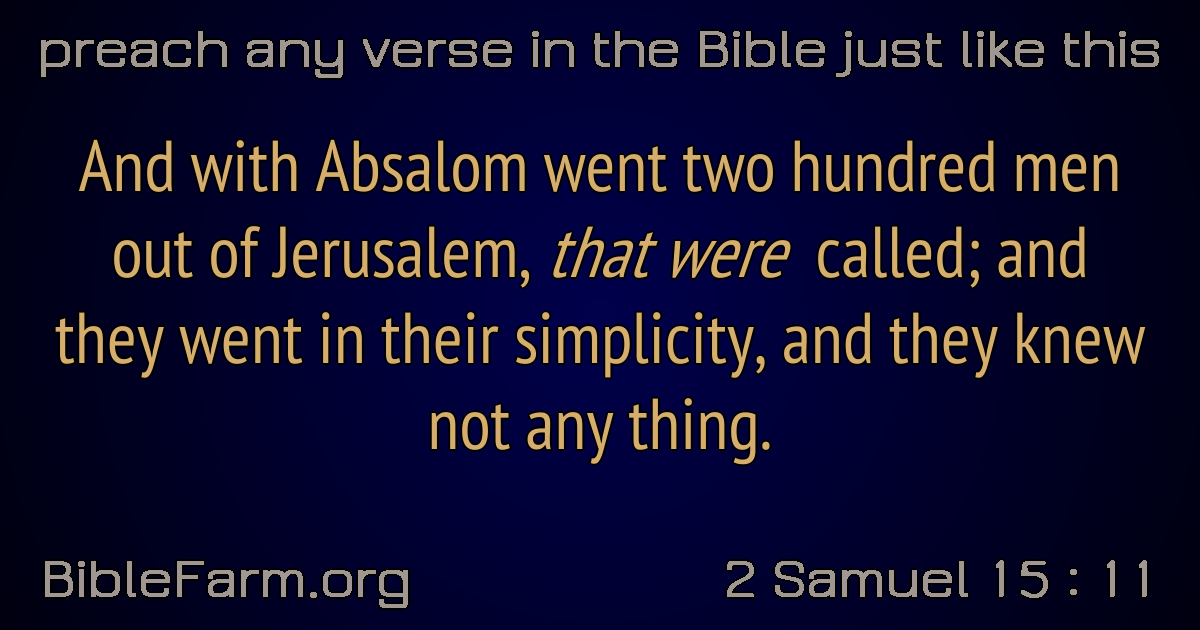 preach any verse in the Bible just like this
And with Absalom went two hundred men
out of Jerusalem, that were called; and
they went in their simplicity, and they knew
not any thing.
BibleFarm.org
2 Samuel 15 : 11